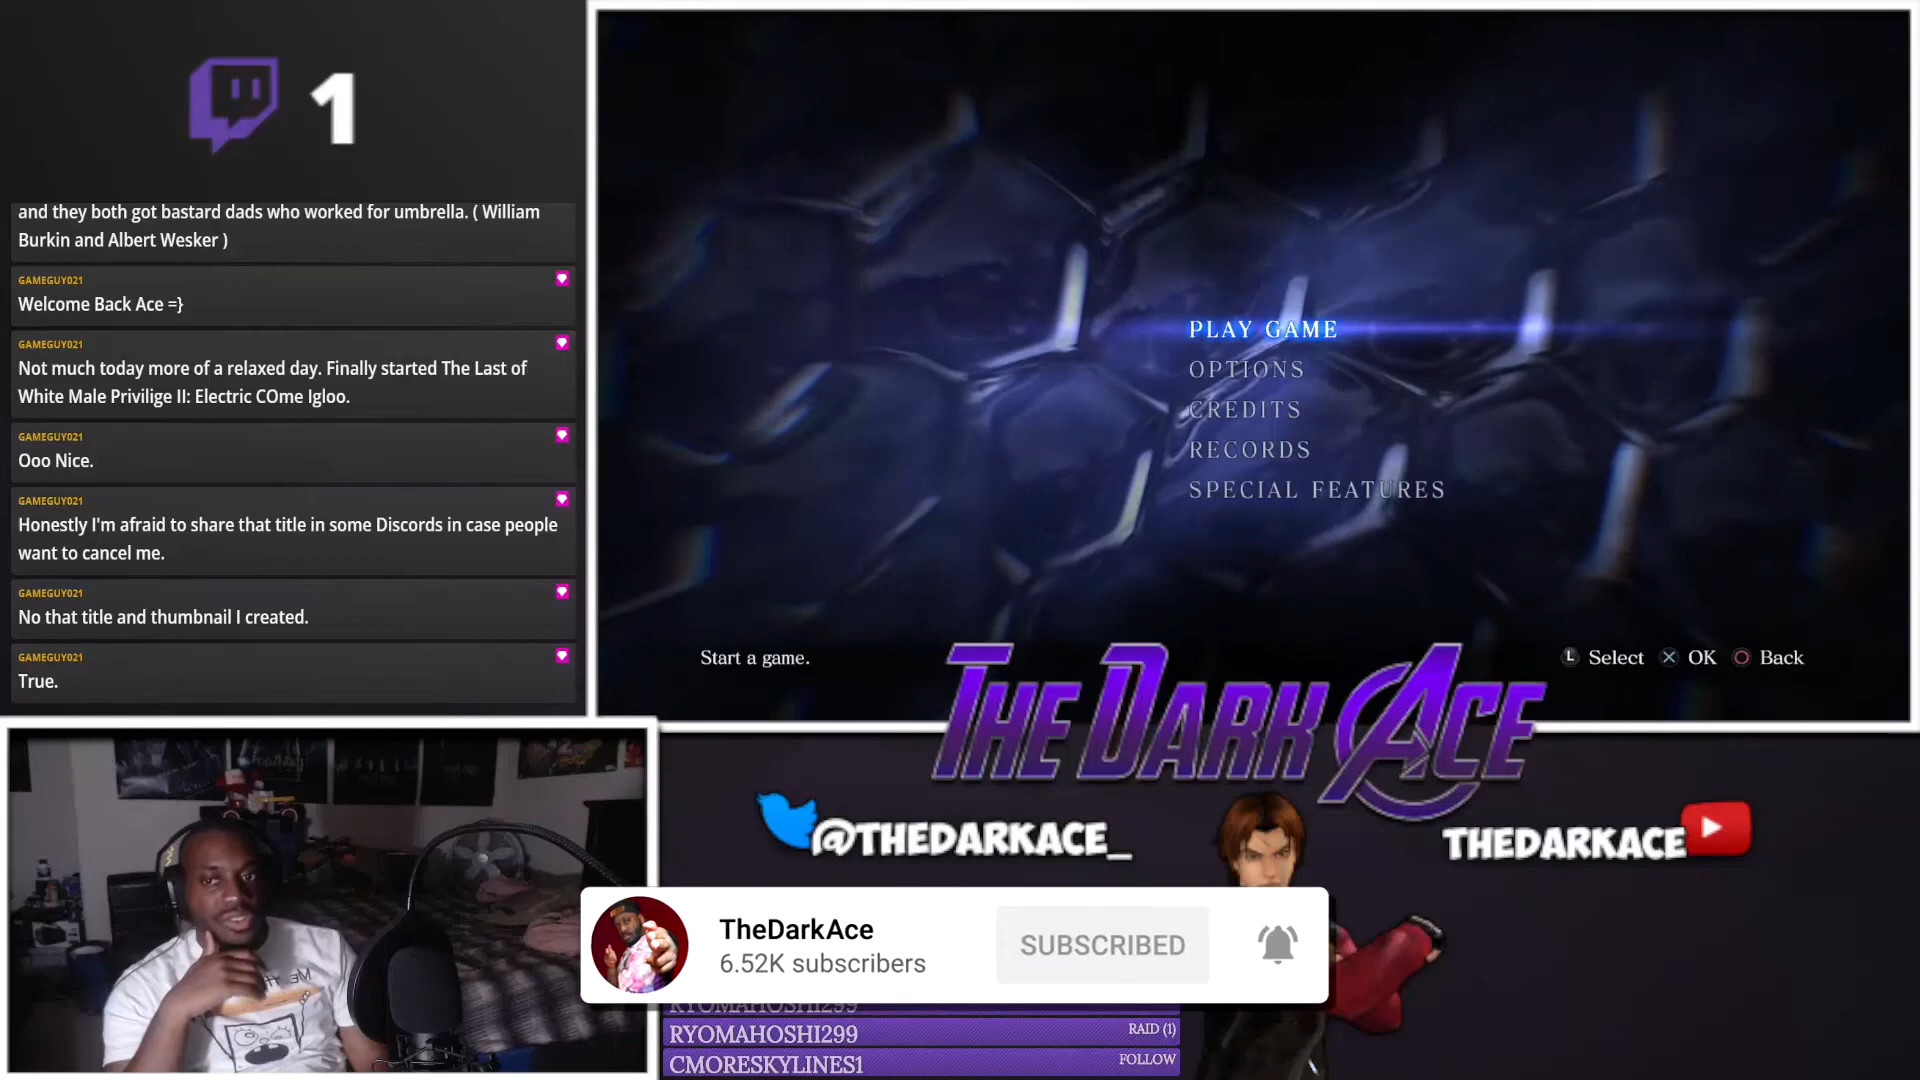 1
and they both got bastard dads who worked for umbrella. ( William
Burkin and Albert Wesker )
GAMEGUY021
Welcome Back Ace =}
GAMEGUY021
Not much today more of a relaxed day. Finally started The Last of
White Male Privilige II: Electric COme Igloo.
GAMEGUY021
Ooo Nice.
GAMEGUY021
Honestly I'm afraid to share that title in some Discords in case people
want to cancel me.
GAMEGUY021
No that title and thumbnail I created.
GAMEGUY021
True.
PLAY GAME
OPTIONS
CREDITS
RECORDS
SPECIAL FEATURES
Start a game.
L Select OK Back
THE DARK ACE
@THEDARKACE_
THEDARKACE
TheDarkAce
6.52K subscribers
SUBSCRIBED
RYOMAHOSHI299
RYOMAHOSHI299 RAID (1)
CMORESKYLINES1 FOLLOW